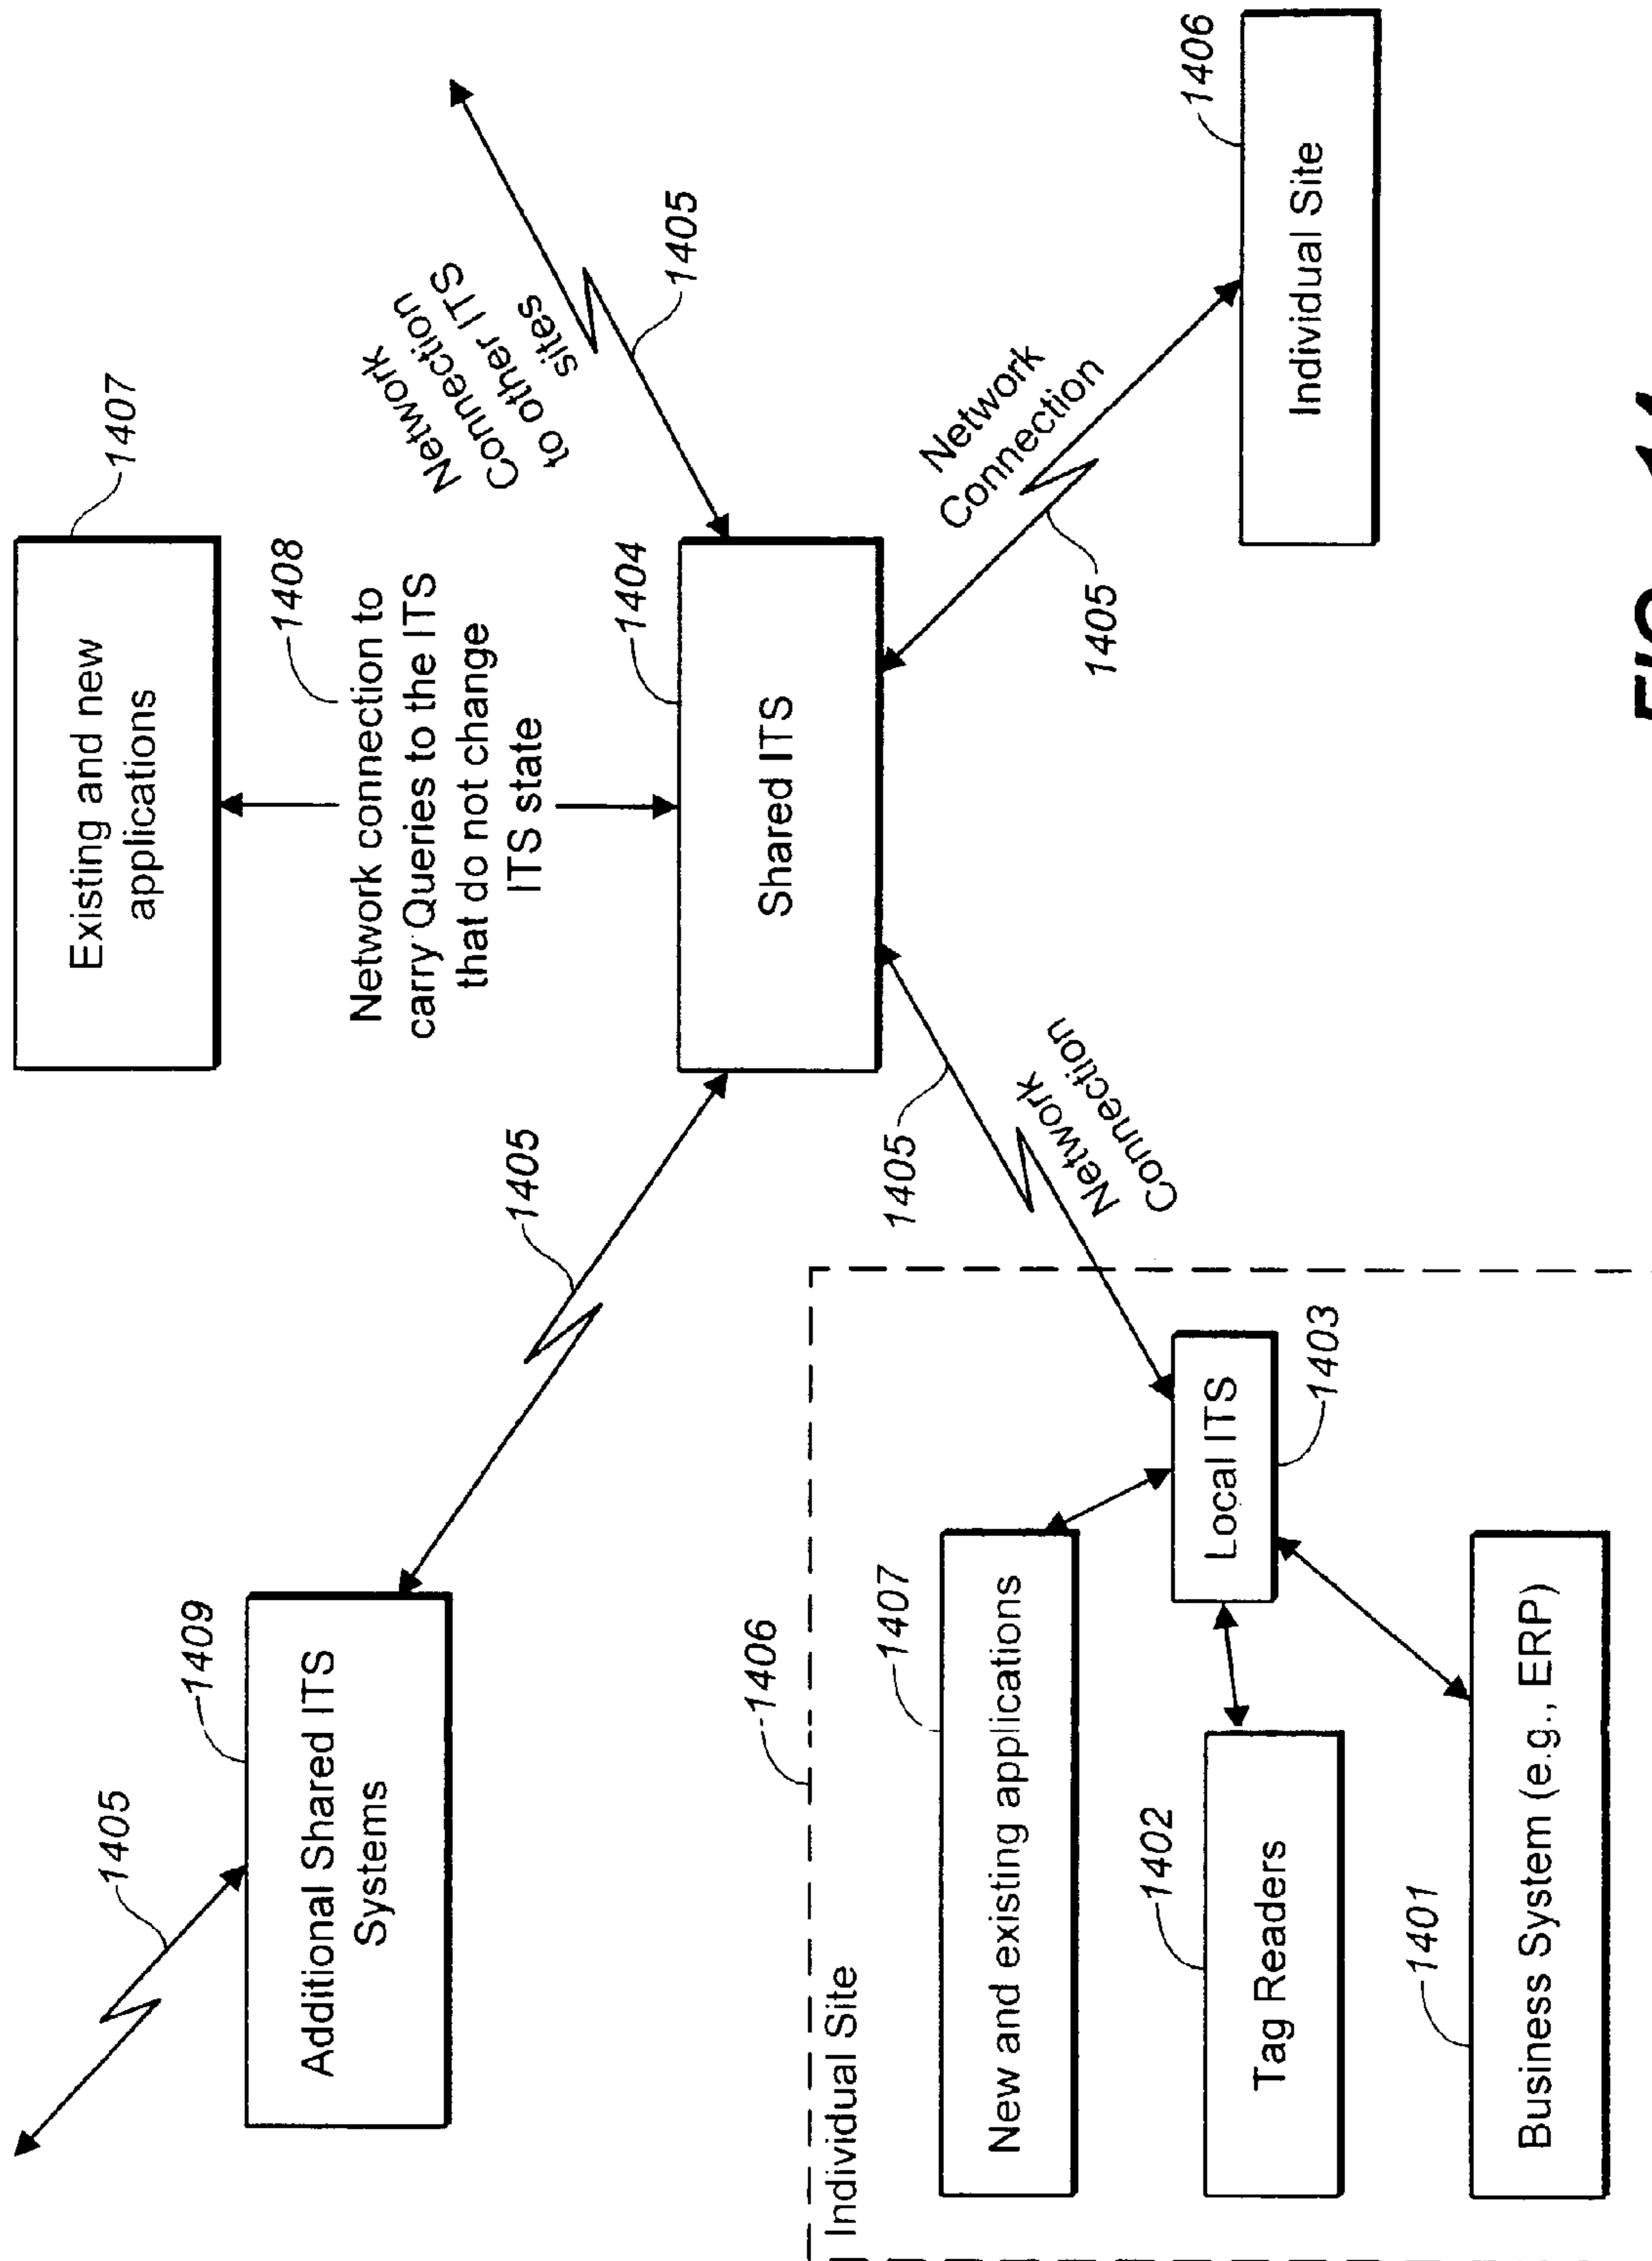 1405
1409
Additional Shared ITS
Systems
1405
1407
Existing and new
applications
1408
Network connection to
carry Queries to the ITS
that do not change
ITS state
Network
Connection
to other ITS
sites
1405
1404
Shared ITS
1405
Network
Connection
Network
Connection
1405
1406
Individual Site
1406
Individual Site
1407
New and existing applications
1402
Tag Readers
Local ITS
1403
1401
Business System (e.g., ERP)